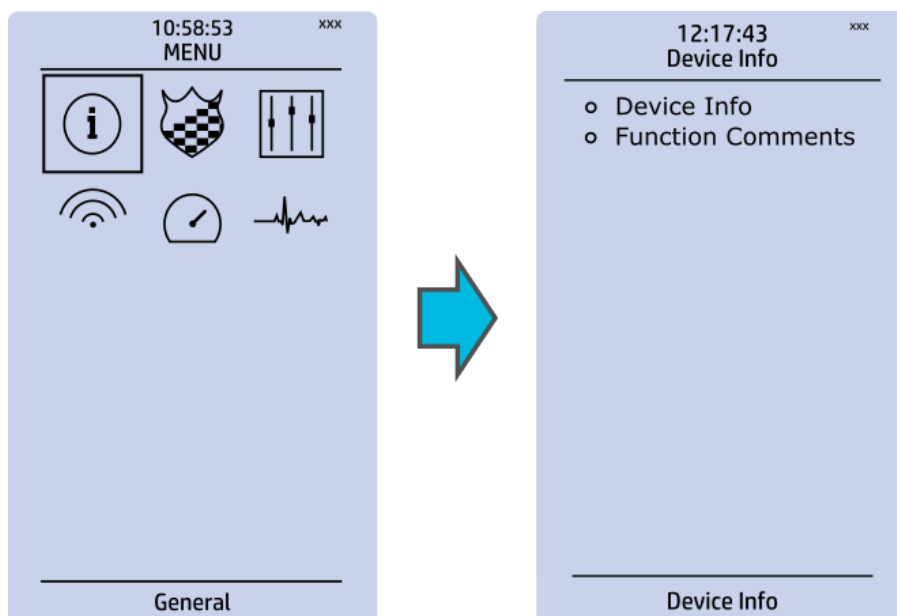 10:58:53
xxx
MENU
i
General
12:17:43
xxx
Device Info
Device Info
Function Comments
Device Info